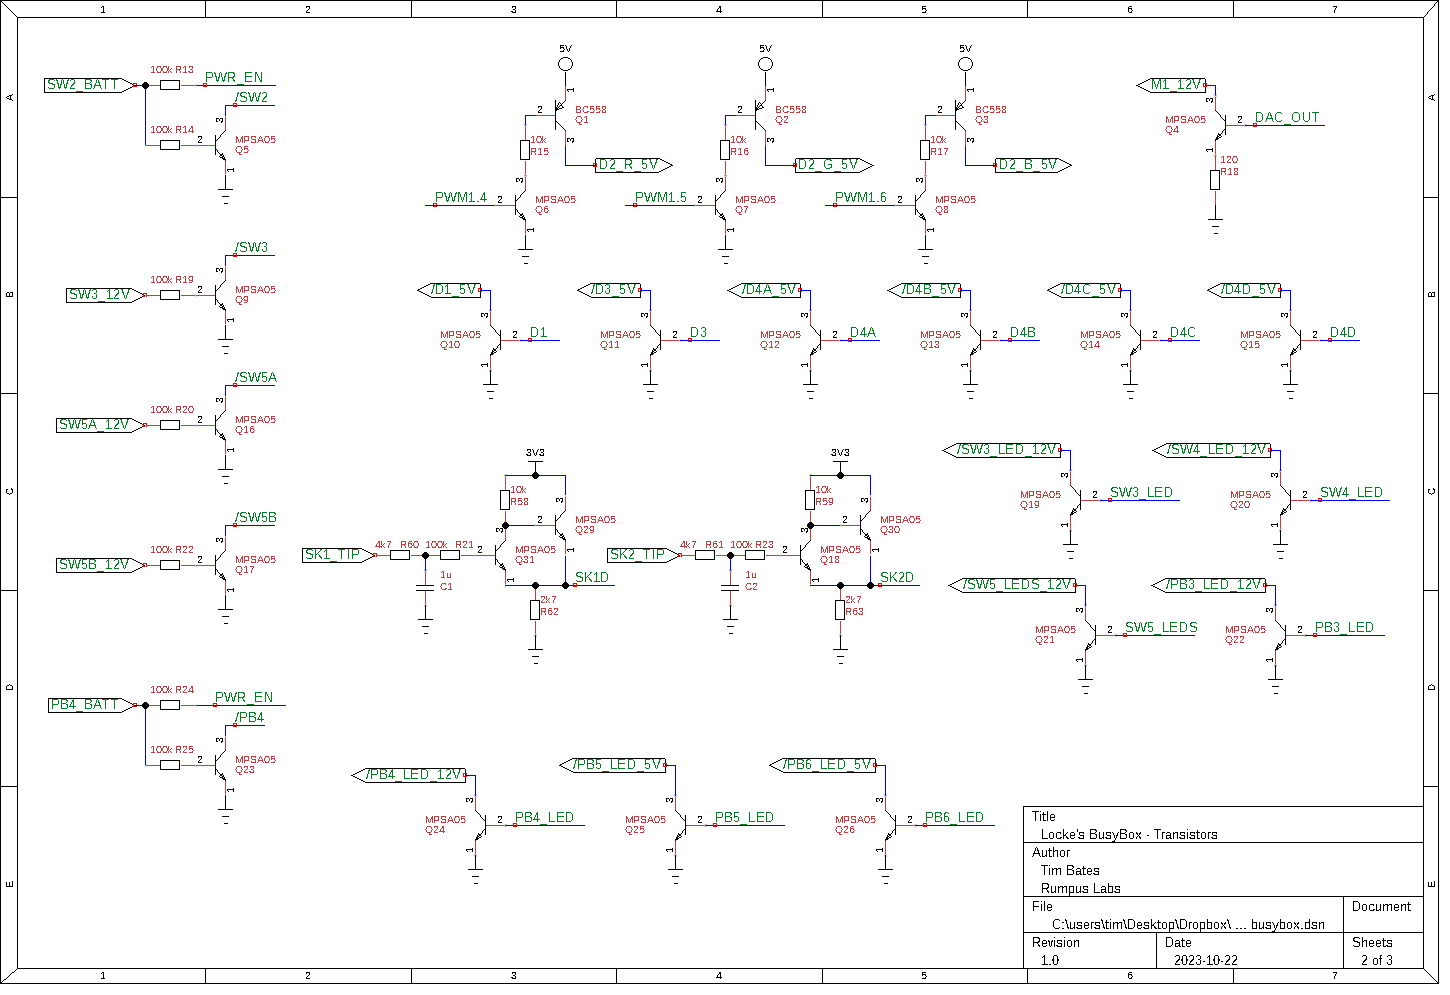 1 2 3 4 5 6 7
A
B
C
D
E
SW2_BATT
100k R13
PWR_EN
/SW2
100k R14
2
3
1
MPSA05
Q5
5V
1
2
3
BC558
Q1
10k
R15
D2_R_5V
PWM1.4
2
3
1
MPSA05
Q6
5V
1
2
3
BC558
Q2
10k
R16
D2_G_5V
PWM1.5
2
3
1
MPSA05
Q7
5V
1
2
3
BC558
Q3
10k
R17
D2_B_5V
PWM1.6
2
3
1
MPSA05
Q8
M1_12V
3
MPSA05
Q4
2
DAC_OUT
1
120
R18
/SW3
SW3_12V
100k R19
2
3
1
MPSA05
Q9
/D1_5V
3
MPSA05
Q10
2
D1
1
/D3_5V
3
MPSA05
Q11
2
D3
1
/D4A_5V
3
MPSA05
Q12
2
D4A
1
/D4B_5V
3
MPSA05
Q13
2
D4B
1
/D4C_5V
3
MPSA05
Q14
2
D4C
1
/D4D_5V
3
MPSA05
Q15
2
D4D
1
/SW5A
SW5A_12V
100k R20
2
3
1
MPSA05
Q16
/SW5B
SW5B_12V
100k R22
2
3
1
MPSA05
Q17
3V3
10k
R58
3
2
MPSA05
Q29
1
SK1_TIP
4k7 R60
100k R21
2
3
1
MPSA05
Q31
1u
C1
SK1D
2k7
R62
3V3
10k
R59
3
2
MPSA05
Q30
1
SK2_TIP
4k7 R61
100k R23
2
3
1
MPSA05
Q18
1u
C2
SK2D
2k7
R63
/SW3_LED_12V
3
MPSA05
Q19
2
SW3_LED
1
/SW4_LED_12V
3
MPSA05
Q20
2
SW4_LED
1
/SW5_LEDS_12V
3
MPSA05
Q21
2
SW5_LEDS
1
/PB3_LED_12V
3
MPSA05
Q22
2
PB3_LED
1
PB4_BATT
100k R24
PWR_EN
/PB4
100k R25
2
3
1
MPSA05
Q23
/PB4_LED_12V
3
MPSA05
Q24
2
PB4_LED
1
/PB5_LED_5V
3
MPSA05
Q25
2
PB5_LED
1
/PB6_LED_5V
3
MPSA05
Q26
2
PB6_LED
1
Title
Locke's BusyBox - Transistors
Author
Tim Bates
Rumpus Labs
File
C:\users\tim\Desktop\Dropbox\ ... busybox.dsn
Document
Revision
1.0
Date
2023-10-22
Sheets
2 of 3
A
B
C
D
E
1 2 3 4 5 6 7